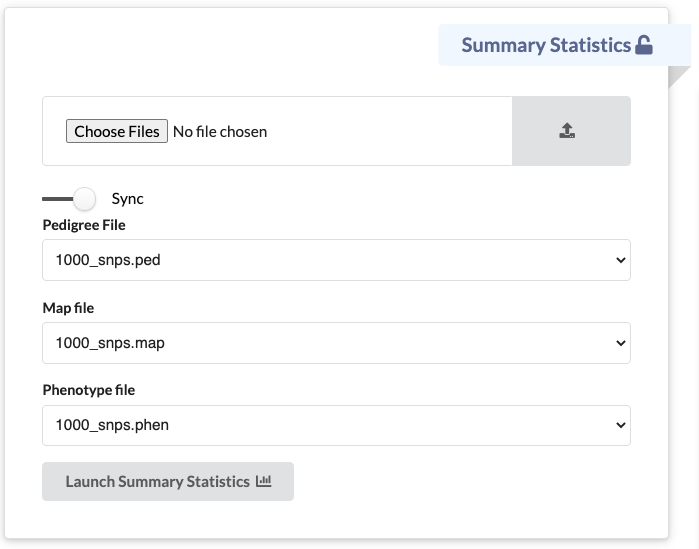 Summary Statistics
Choose Files No file chosen
Sync
Pedigree File
1000_snps.ped
Map file
1000_snps.map
Phenotype file
1000_snps.phen
Launch Summary Statistics